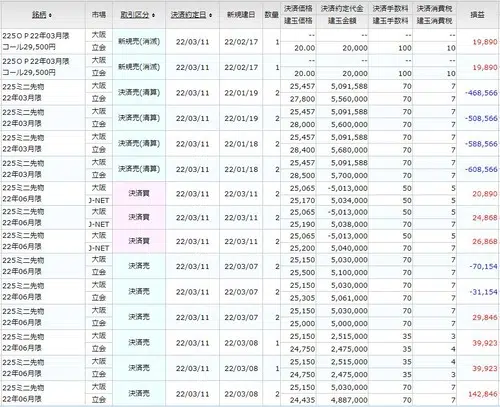 銘柄 市場 取引区分 決済約定日 新規建日 数量 決済価格 決済約定代金 決済手数料 決済消費税 損益
建玉価格 建玉金額 建玉手数料 建玉消費税
225ＯＰ22年03月限 大阪 新規売(消滅) 22/03/11 22/02/17 1 -- -- -- -- 19,890
コール29,500円 立会 20.00 20,000 100 10
225ＯＰ22年03月限 大阪 新規売(消滅) 22/03/11 22/02/17 1 -- -- -- -- 19,890
コール29,500円 立会 20.00 20,000 100 10
225ミニ先物 大阪 決済売(清算) 22/03/11 22/01/19 2 25,457 5,091,588 70 7 -468,566
22年03月限 立会 27,800 5,560,000 70 7
225ミニ先物 大阪 決済売(清算) 22/03/11 22/01/19 2 25,457 5,091,588 70 7 -508,566
22年03月限 立会 28,000 5,600,000 70 7
225ミニ先物 大阪 決済売(清算) 22/03/11 22/01/18 2 25,457 5,091,588 70 7 -588,566
22年03月限 立会 28,400 5,680,000 70 7
225ミニ先物 大阪 決済売(清算) 22/03/11 22/01/18 2 25,457 5,091,588 70 7 -608,566
22年03月限 立会 28,500 5,700,000 70 7
225ミニ先物 大阪 決済買 22/03/11 22/03/11 2 25,065 -5,013,000 50 5 20,890
22年06月限 J-NET 25,170 5,034,000 50 5
225ミニ先物 大阪 決済買 22/03/11 22/03/11 2 25,065 -5,013,000 50 5 24,868
22年06月限 J-NET 25,190 5,038,000 70 7
225ミニ先物 大阪 決済買 22/03/11 22/03/11 2 25,065 -5,013,000 50 5 26,868
22年06月限 J-NET 25,200 5,040,000 70 7
225ミニ先物 大阪 決済売 22/03/11 22/03/07 2 25,150 5,030,000 70 7 -70,154
22年06月限 立会 25,500 5,100,000 70 7
225ミニ先物 大阪 決済売 22/03/11 22/03/07 2 25,150 5,030,000 70 7 -31,154
22年06月限 立会 25,305 5,061,000 70 7
225ミニ先物 大阪 決済売 22/03/11 22/03/07 2 25,150 5,030,000 70 7 29,846
22年06月限 立会 25,000 5,000,000 70 7
225ミニ先物 大阪 決済売 22/03/11 22/03/08 1 25,150 2,515,000 35 3 39,923
22年06月限 立会 24,750 2,475,000 35 4
225ミニ先物 大阪 決済売 22/03/11 22/03/08 1 25,150 2,515,000 35 4 39,923
22年06月限 立会 24,750 2,475,000 35 3
225ミニ先物 大阪 決済売 22/03/11 22/03/08 2 25,150 5,030,000 70 7 142,846
22年06月限 立会 24,435 4,887,000 70 7